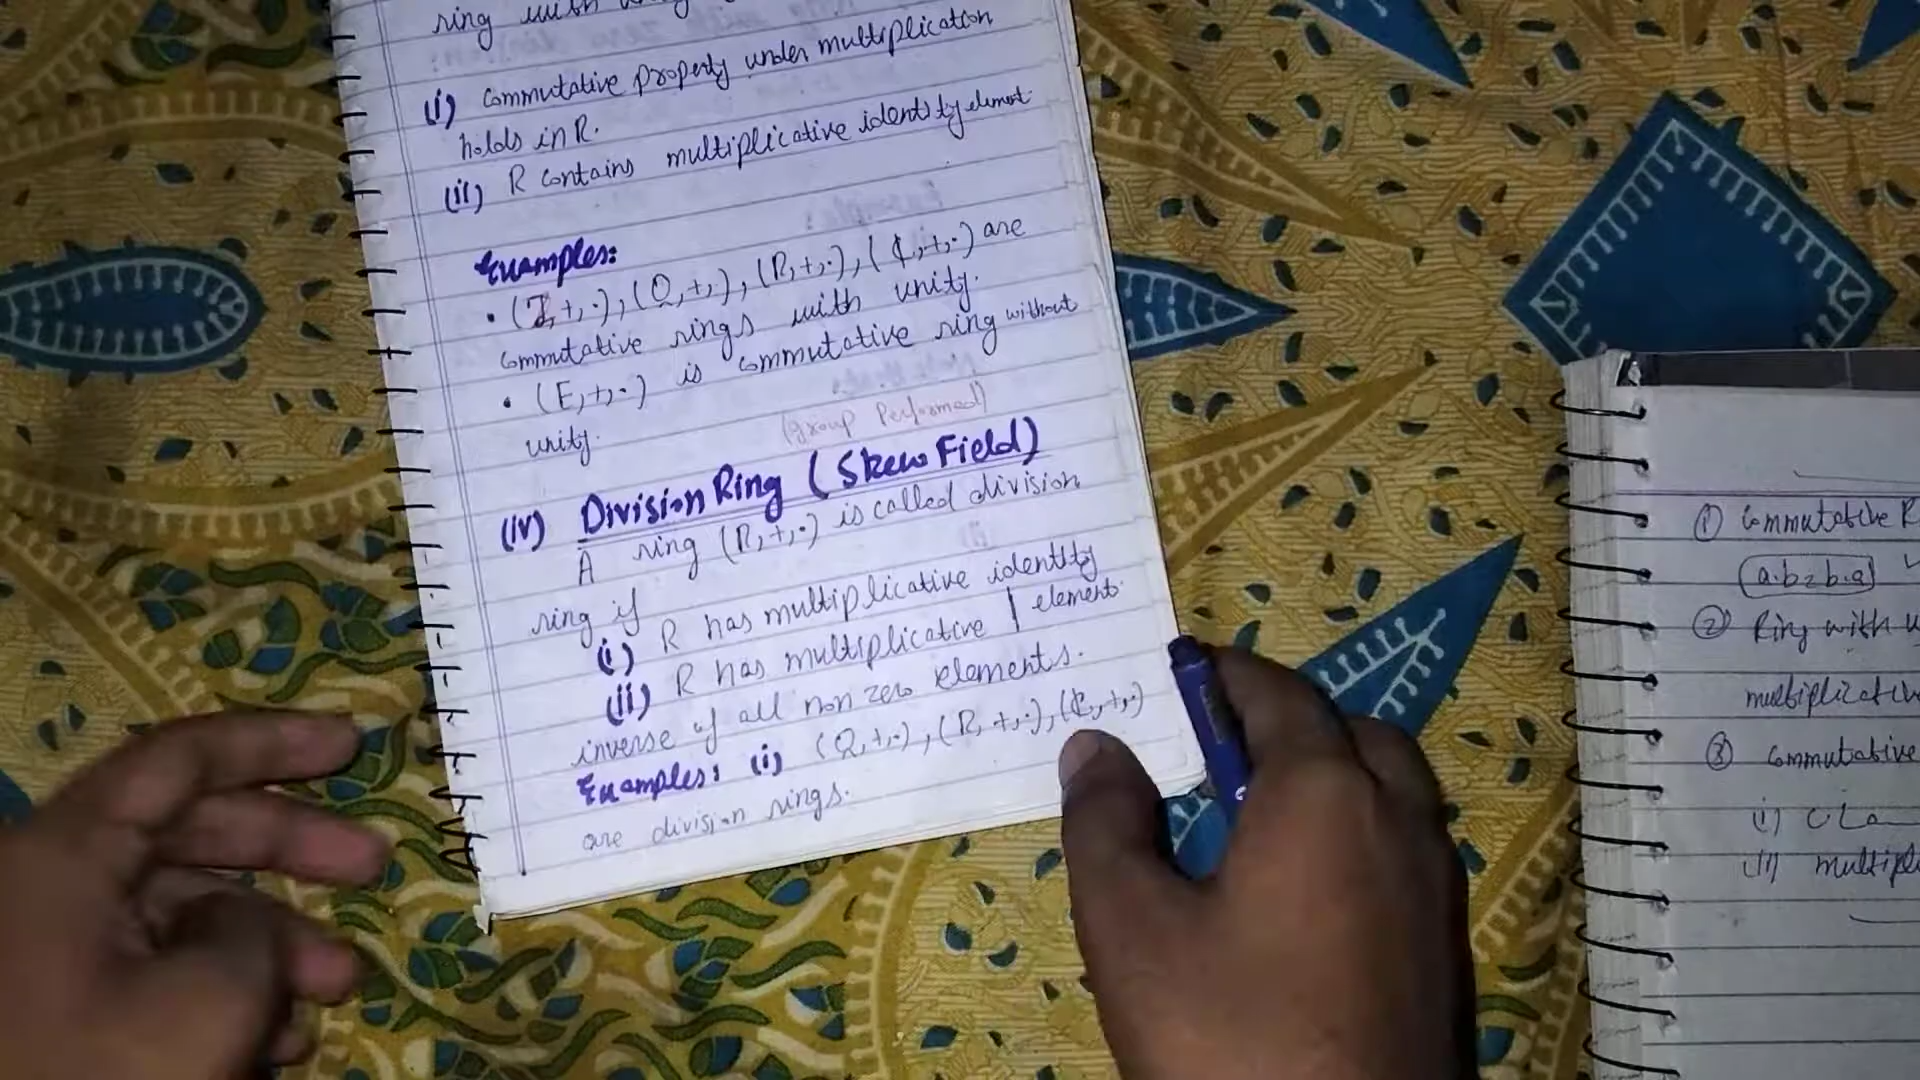 ring with
(i) Commutative property under multiplication
holds in R.
(ii) R contains multiplicative identity element.
Examples:
• (Z,+,·), (Q,+,·), (R,+,·), (C,+,·) are
commutative rings with unity.
• (E,+,·) is commutative ring without
unity.
(group Performed)
(iv) Division Ring (Skew Field)
A ring (R,+,·) is called division
ring if
(i) R has multiplicative identity
element.
(ii) R has multiplicative
inverse of all non zero elements.
Examples: (i) (Q,+,·), (R,+,·), (C,+,·)
are division rings.
① Commutative R
a.b=b.a
② Ring with u
multiplicative
③ Commutative
(i)
(ii) multipl